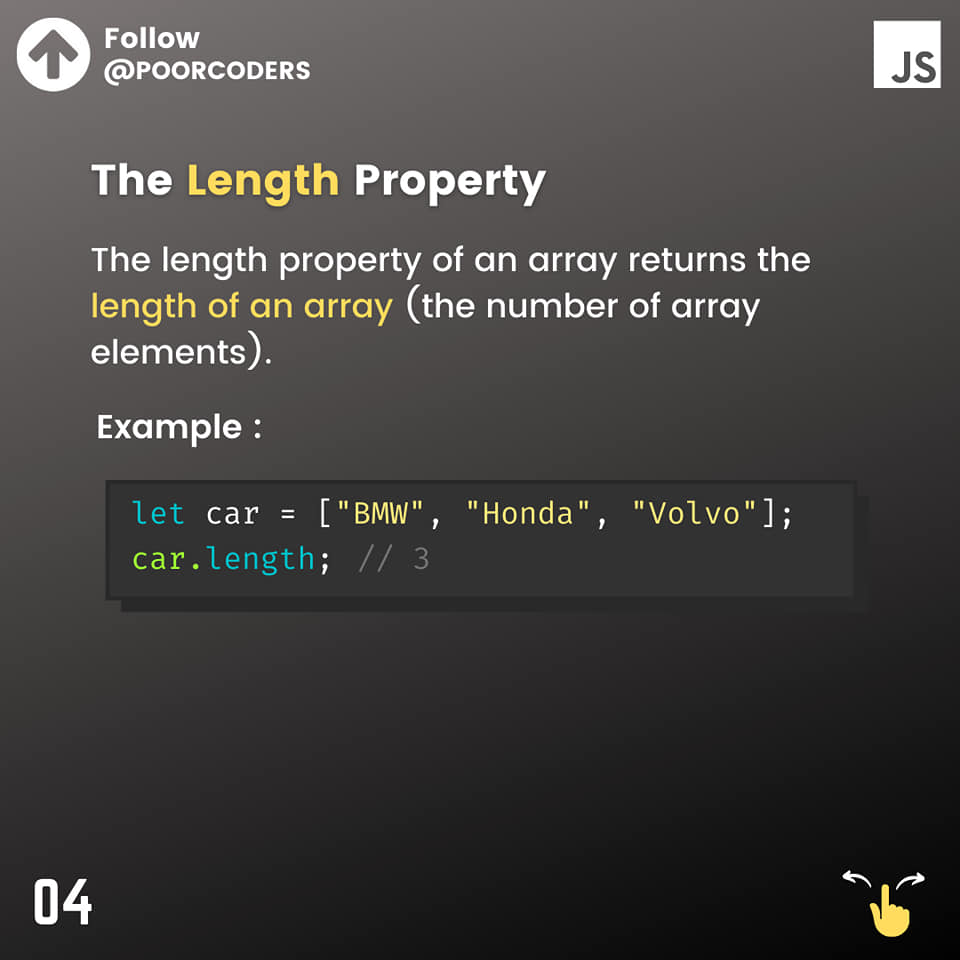 Follow
@POORCODERS
JS
The Length Property
The length property of an array returns the
length of an array (the number of array
elements).
Example :
let car = ["BMW", "Honda", "Volvo"];
car.length; // 3
04